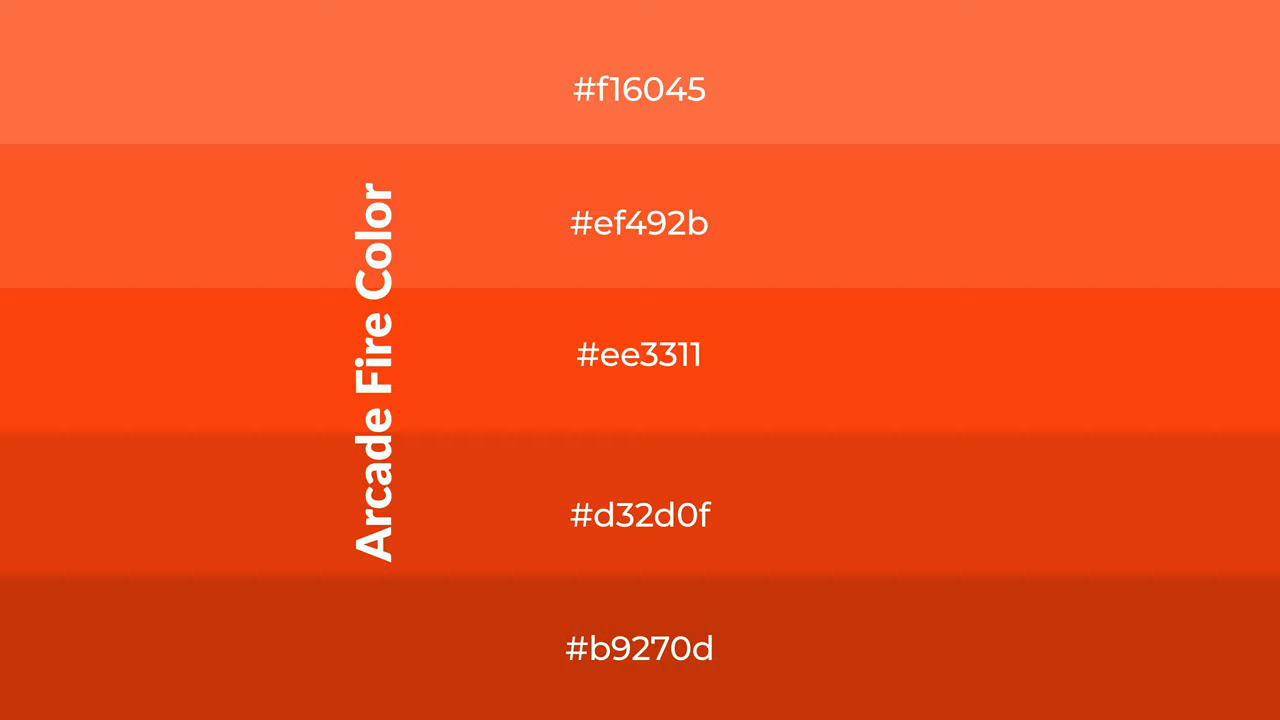 #f16045
#ef492b
Arcade Fire Color
#ee3311
#d32d0f
#b9270d